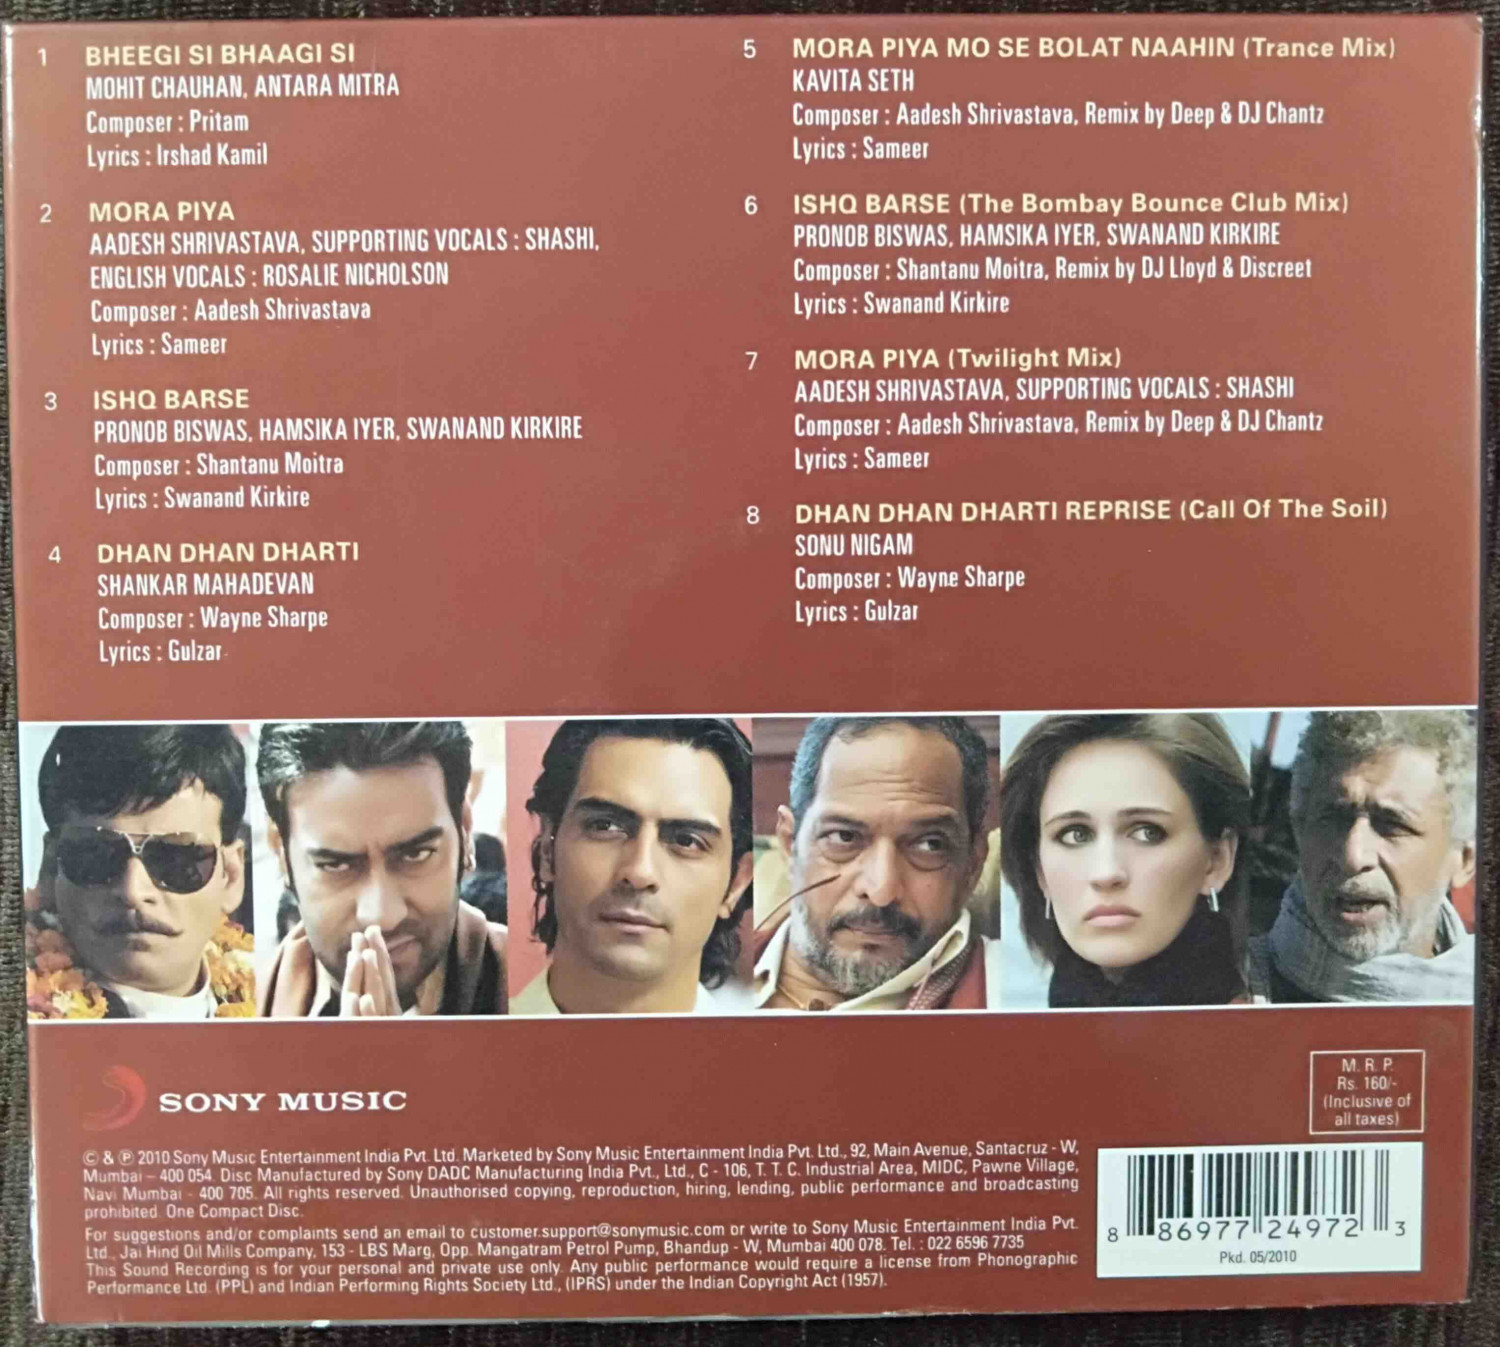 1 BHEEGI SI BHAAGI SI
MOHIT CHAUHAN, ANTARA MITRA
Composer : Pritam
Lyrics : Irshad Kamil
2 MORA PIYA
AADESH SHRIVASTAVA, SUPPORTING VOCALS : SHASHI,
ENGLISH VOCALS : ROSALIE NICHOLSON
Composer : Aadesh Shrivastava
Lyrics : Sameer
3 ISHQ BARSE
PRONOB BISWAS, HAMSIKA IYER, SWANAND KIRKIRE
Composer : Shantanu Moitra
Lyrics : Swanand Kirkire
4 DHAN DHAN DHARTI
SHANKAR MAHADEVAN
Composer : Wayne Sharpe
Lyrics : Gulzar
5 MORA PIYA MO SE BOLAT NAAHIN (Trance Mix)
KAVITA SETH
Composer : Aadesh Shrivastava, Remix by Deep & DJ Chantz
Lyrics : Sameer
6 ISHQ BARSE (The Bombay Bounce Club Mix)
PRONOB BISWAS, HAMSIKA IYER, SWANAND KIRKIRE
Composer : Shantanu Moitra, Remix by DJ Lloyd & Discreet
Lyrics : Swanand Kirkire
7 MORA PIYA (Twilight Mix)
AADESH SHRIVASTAVA, SUPPORTING VOCALS : SHASHI
Composer : Aadesh Shrivastava, Remix by Deep & DJ Chantz
Lyrics : Sameer
8 DHAN DHAN DHARTI REPRISE (Call Of The Soil)
SONU NIGAM
Composer : Wayne Sharpe
Lyrics : Gulzar
SONY MUSIC
M. R. P.
Rs. 160/-
(Inclusive of
all taxes)
© & ℗ 2010 Sony Music Entertainment India Pvt. Ltd. Marketed by Sony Music Entertainment India Pvt. Ltd., 92, Main Avenue, Santacruz - W,
Mumbai – 400 054. Disc Manufactured by Sony DADC Manufacturing India Pvt., Ltd., C - 106, T. T. C. Industrial Area, MIDC, Pawne Village,
Navi Mumbai - 400 705. All rights reserved. Unauthorised copying, reproduction, hiring, lending, public performance and broadcasting
prohibited. One Compact Disc.
For suggestions and/or complaints send an email to customer.support@sonymusic.com or write to Sony Music Entertainment India Pvt.
Ltd., Jai Hind Oil Mills Company, 153 - LBS Marg, Opp. Mangatram Petrol Pump, Bhandup - W, Mumbai 400 078. Tel. : 022 6596 7735
This Sound Recording is for your personal and private use only. Any public performance would require a license from Phonographic
Performance Ltd. (PPL) and Indian Performing Rights Society Ltd., (IPRS) under the Indian Copyright Act (1957).
8 86977 24972 3
Pkd. 05/2010